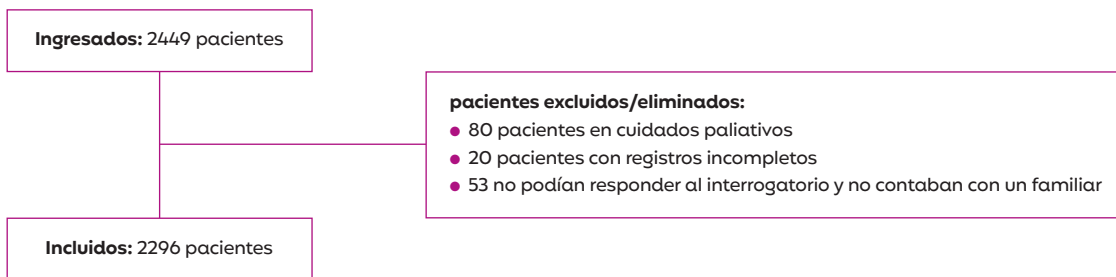 Ingresados: 2449 pacientes
pacientes excluidos/eliminados:
● 80 pacientes en cuidados paliativos
● 20 pacientes con registros incompletos
● 53 no podían responder al interrogatorio y no contaban con un familiar
Incluidos: 2296 pacientes